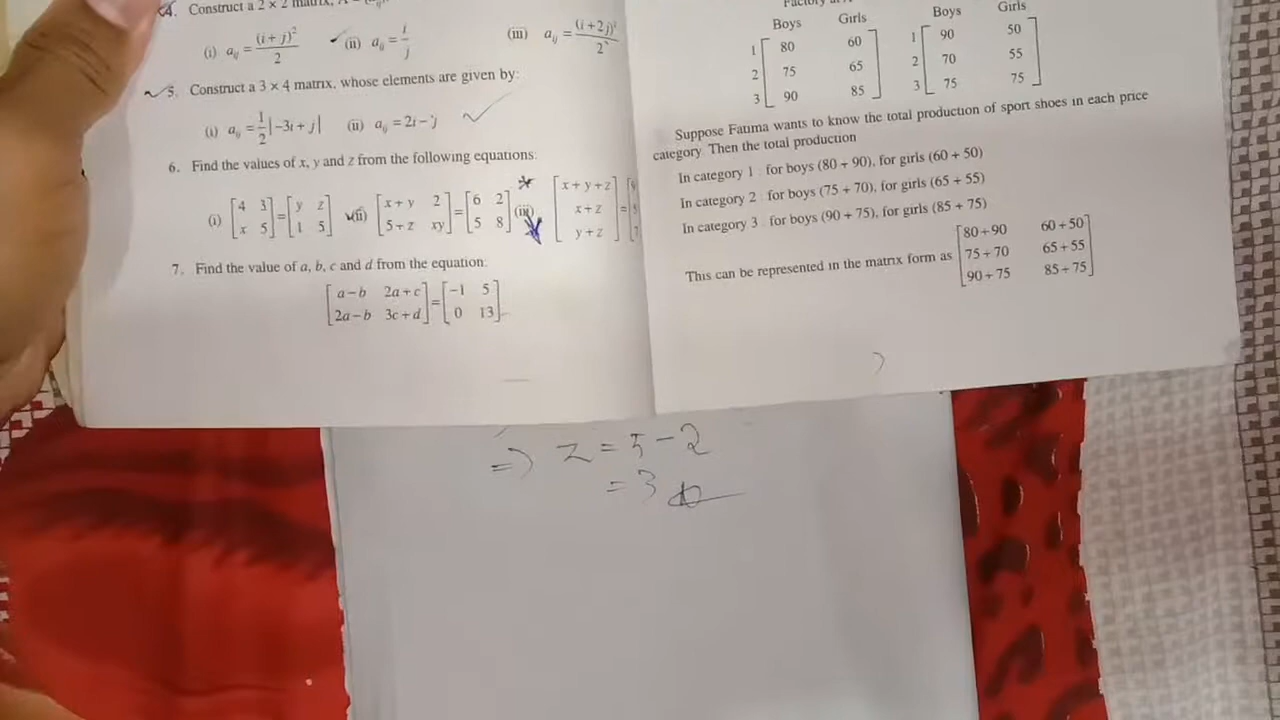 4. Construct a 2 × 2 matrix, A =
(i) aᵢⱼ = (i + j)²/2 (ii) aᵢⱼ = i/j (iii) aᵢⱼ = (i + 2j)²/2
5. Construct a 3 × 4 matrix, whose elements are given by:
(i) aᵢⱼ = 1/2 |−3i + j| (ii) aᵢⱼ = 2i − j
6. Find the values of x, y and z from the following equations:
(i) [4 3; x 5] = [y z; 1 5] (ii) [x + y 2; 5 + z xy] = [6 2; 5 8] (iii) [x + y + z; x + z; y + z] =
7. Find the value of a, b, c and d from the equation:
[a − b 2a + c; 2a − b 3c + d] = [−1 5; 0 13]
Boys Girls Boys Girls
1 80 60 1 90 50
2 75 65 2 70 55
3 90 85 3 75 75
Suppose Fatima wants to know the total production of sport shoes in each price
category. Then the total production
In category 1 : for boys (80 + 90), for girls (60 + 50)
In category 2 : for boys (75 + 70), for girls (65 + 55)
In category 3 : for boys (90 + 75), for girls (85 + 75)
This can be represented in the matrix form as [80 + 90 60 + 50; 75 + 70 65 + 55; 90 + 75 85 + 75]
⇒ z = 5 − 2
= 3